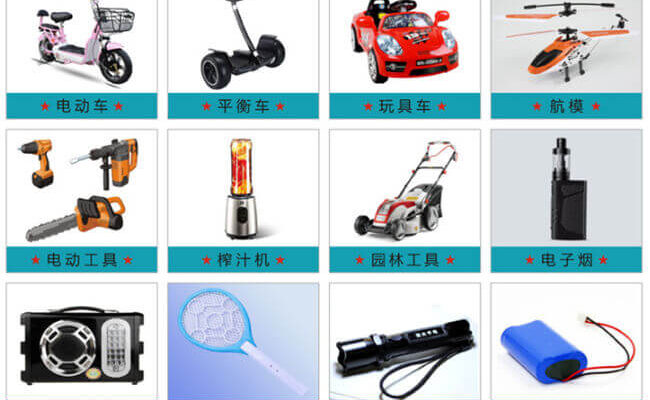 ★ 电动车 ★
★ 平衡车 ★
★ 玩具车 ★
★ 航模 ★
★ 电动工具 ★
★ 榨汁机 ★
★ 园林工具 ★
★ 电子烟 ★